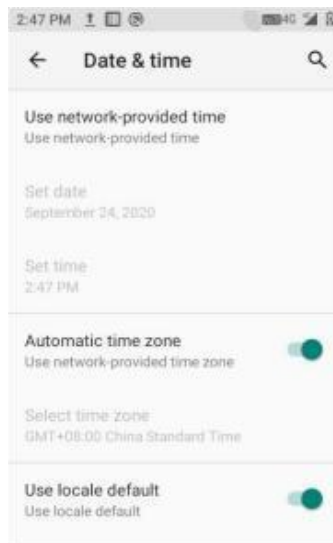 2:47 PM
4G
Date & time
Use network-provided time
Use network-provided time
Set date
September 24, 2020
Set time
2:47 PM
Automatic time zone
Use network-provided time zone
Select time zone
GMT+08:00 China Standard Time
Use locale default
Use locale default